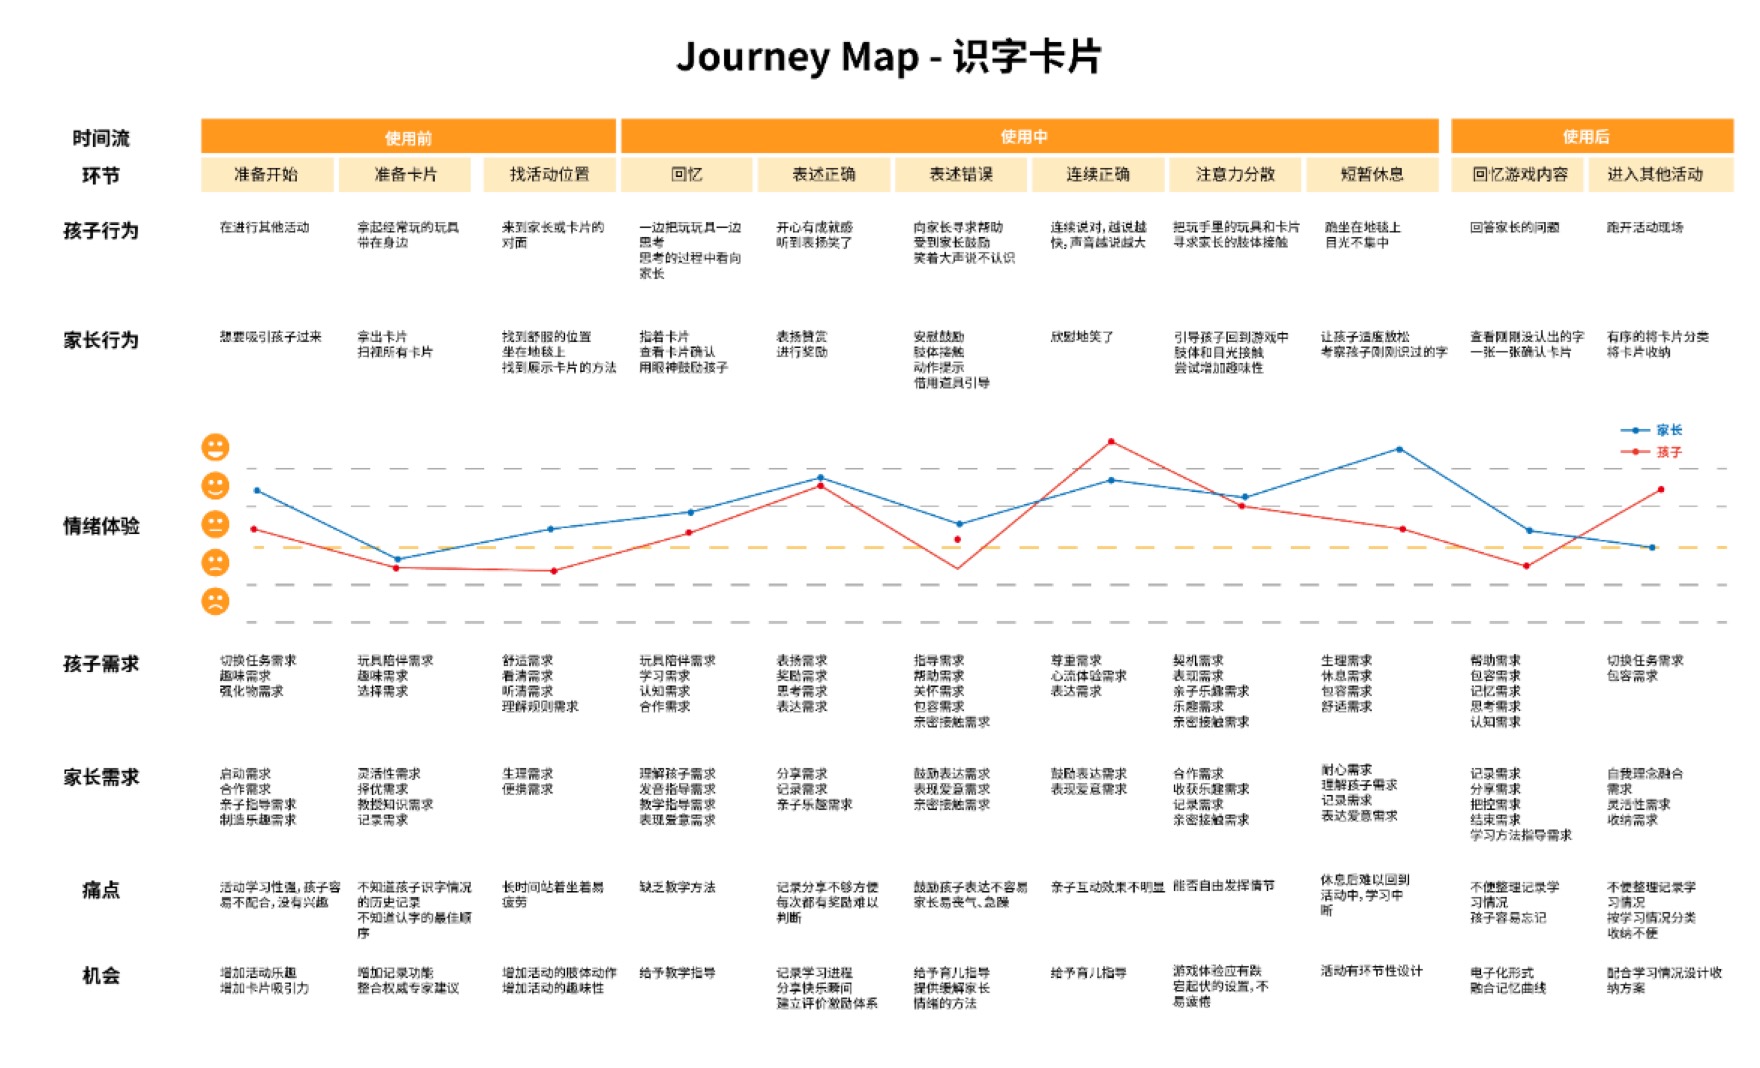 Journey Map - 识字卡片
时间流
使用前
使用中
使用后
环节
准备开始
准备卡片
找活动位置
回忆
表述正确
表述错误
连续正确
注意力分散
短暂休息
回忆游戏内容
进入其他活动
孩子行为
在进行其他活动
拿起经常玩的玩具
带在身边
来到家长或卡片的
对面
一边把玩玩具一边
思考
思考的过程中看向
家长
开心有成就感
听到表扬笑了
向家长寻求帮助
受到家长鼓励
笑着大声说不认识
连续说对, 越说越
快, 声音越说越大
把玩手里的玩具和卡片
寻求家长的肢体接触
跑坐在地毯上
目光不集中
回答家长的问题
跑开活动现场
家长行为
想要吸引孩子过来
拿出卡片
扫视所有卡片
找到舒服的位置
坐在地毯上
找到展示卡片的方法
指着卡片
查看卡片确认
用眼神鼓励孩子
表扬赞赏
进行奖励
安慰鼓励
肢体接触
动作提示
借用道具引导
欣慰地笑了
引导孩子回到游戏中
肢体和目光接触
尝试增加趣味性
让孩子适度放松
考察孩子刚刚识过的字
查看刚刚没认出的字
一张一张确认卡片
有序的将卡片分类
将卡片收纳
情绪体验
家长
孩子
孩子需求
切换任务需求
趣味需求
强化物需求
玩具陪伴需求
趣味需求
选择需求
舒适需求
看清需求
听清需求
理解规则需求
玩具陪伴需求
学习需求
认知需求
合作需求
表扬需求
奖励需求
思考需求
表达需求
指导需求
帮助需求
关怀需求
包容需求
亲密接触需求
尊重需求
心流体验需求
表达需求
契机需求
表现需求
亲子乐趣需求
乐趣需求
亲密接触需求
生理需求
休息需求
包容需求
舒适需求
帮助需求
包容需求
记忆需求
思考需求
认知需求
切换任务需求
包容需求
家长需求
启动需求
合作需求
亲子指导需求
制造乐趣需求
灵活性需求
择优需求
教授知识需求
记录需求
生理需求
便携需求
理解孩子需求
发音指导需求
教学指导需求
表现爱意需求
分享需求
记录需求
亲子乐趣需求
鼓励表达需求
表现爱意需求
亲密接触需求
鼓励表达需求
表现爱意需求
合作需求
收获乐趣需求
记录需求
亲密接触需求
耐心需求
理解孩子需求
记录需求
表达爱意需求
记录需求
分享需求
把控需求
结束需求
学习方法指导需求
自我理念融合
需求
灵活性需求
收纳需求
痛点
活动学习性强, 孩子容
易不配合, 没有兴趣
不知道孩子识字情况
的历史记录
不知道认字的最佳顺
序
长时间站着坐着易
疲劳
缺乏教学方法
记录分享不够方便
每次都有奖励难以
判断
鼓励孩子表达不容易
家长易丧气、急躁
亲子互动效果不明显
能否自由发挥情节
休息后难以回到
活动中, 学习中
断
不便整理记录学
习情况
孩子容易忘记
不便整理记录学
习情况
按学习情况分类
收纳不便
机会
增加活动乐趣
增加卡片吸引力
增加记录功能
整合权威专家建议
增加活动的肢体动作
增加活动的趣味性
给予教学指导
记录学习进程
分享快乐瞬间
建立评价激励体系
给予育儿指导
提供缓解家长
情绪的方法
给予育儿指导
游戏体验应有跌
宕起伏的设置, 不
易疲倦
活动有环节性设计
电子化形式
融合记忆曲线
配合学习情况设计收
纳方案